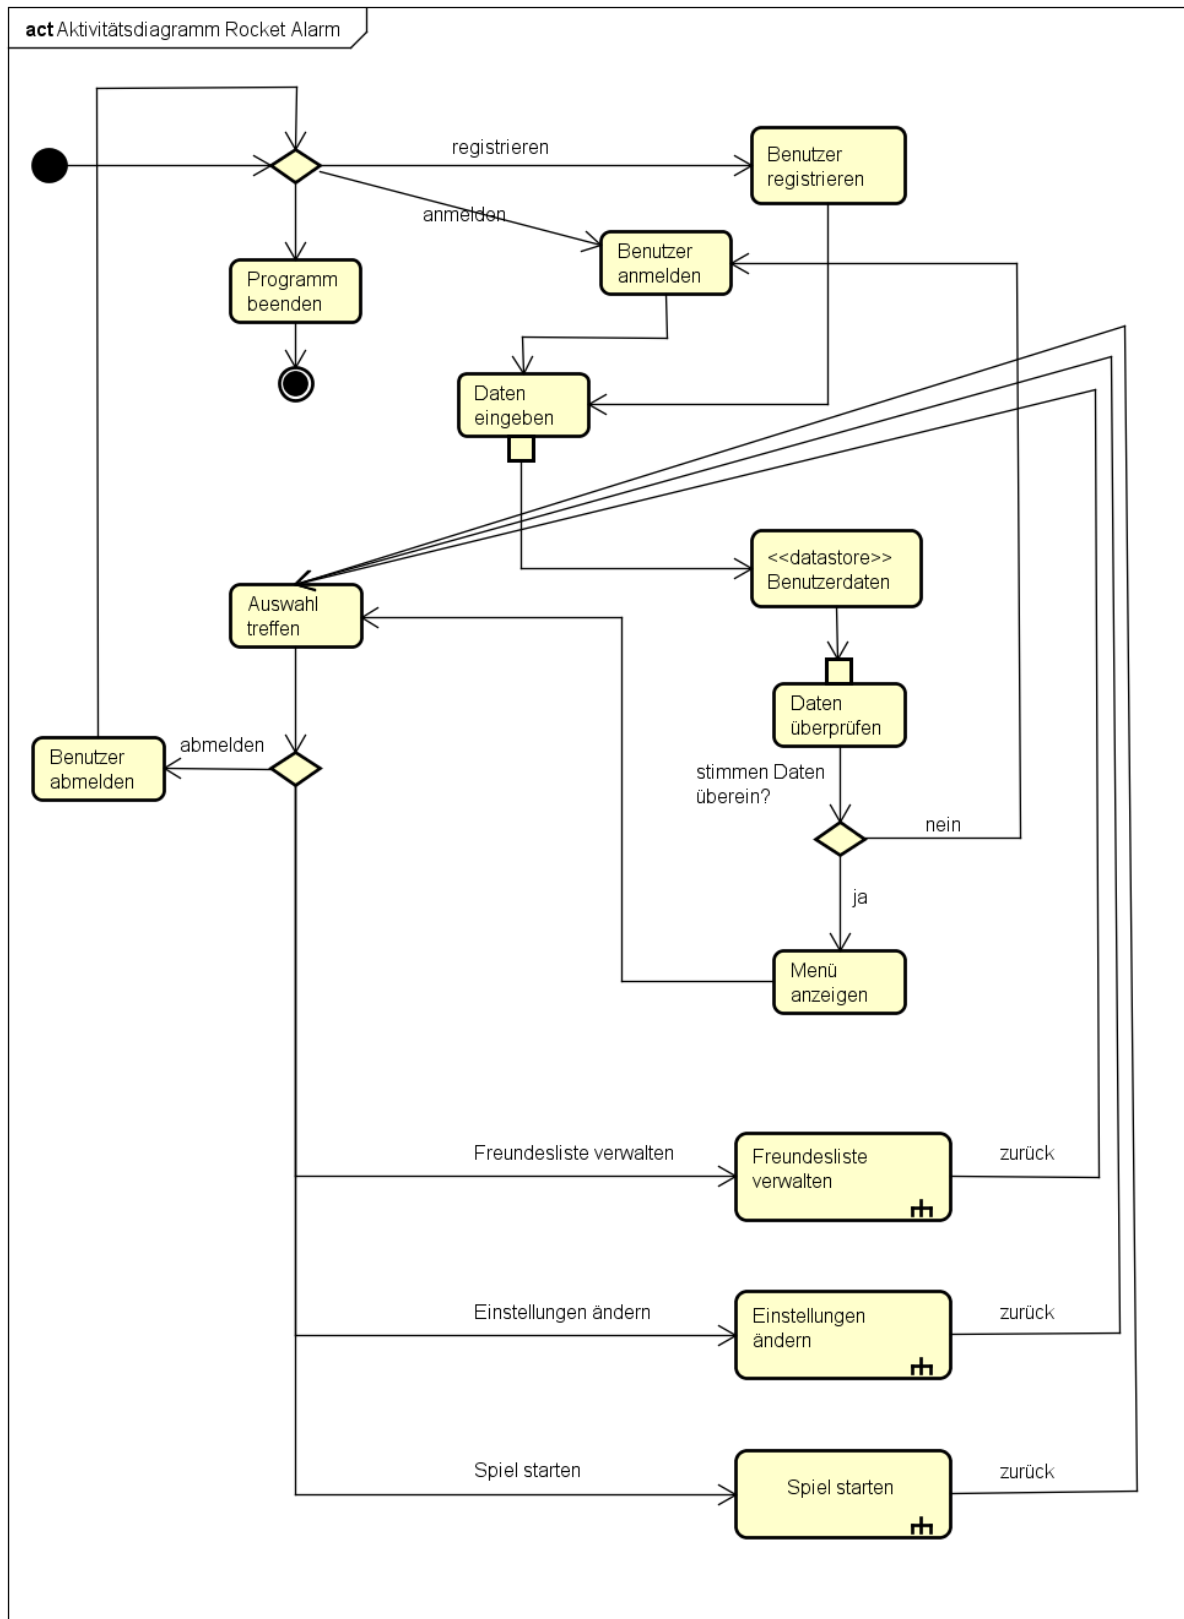 act Aktivitätsdiagramm Rocket Alarm
registrieren
Benutzer
registrieren
anmelden
Benutzer
anmelden
Programm
beenden
Daten
eingeben
<<datastore>>
Benutzerdaten
Auswahl
treffen
Daten
überprüfen
abmelden
Benutzer
abmelden
stimmen Daten
überein?
nein
ja
Menü
anzeigen
Freundesliste verwalten
Freundesliste
verwalten
zurück
Einstellungen ändern
Einstellungen
ändern
zurück
Spiel starten
Spiel starten
zurück